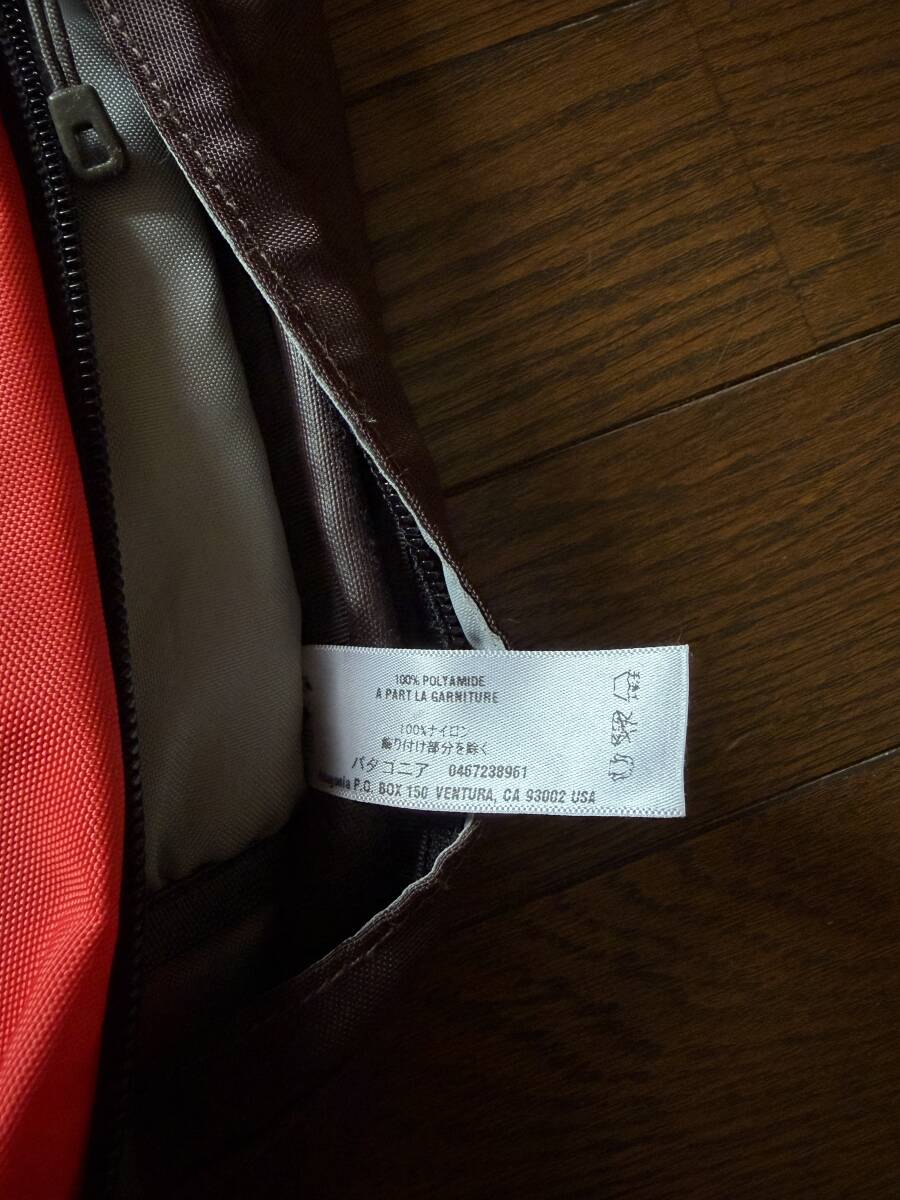 100% POLYAMIDE
A PART LA GARNITURE
100%ナイロン
飾り付け部分を除く
パタゴニア 0467238961
P.O. BOX 150 VENTURA, CA 93002 USA